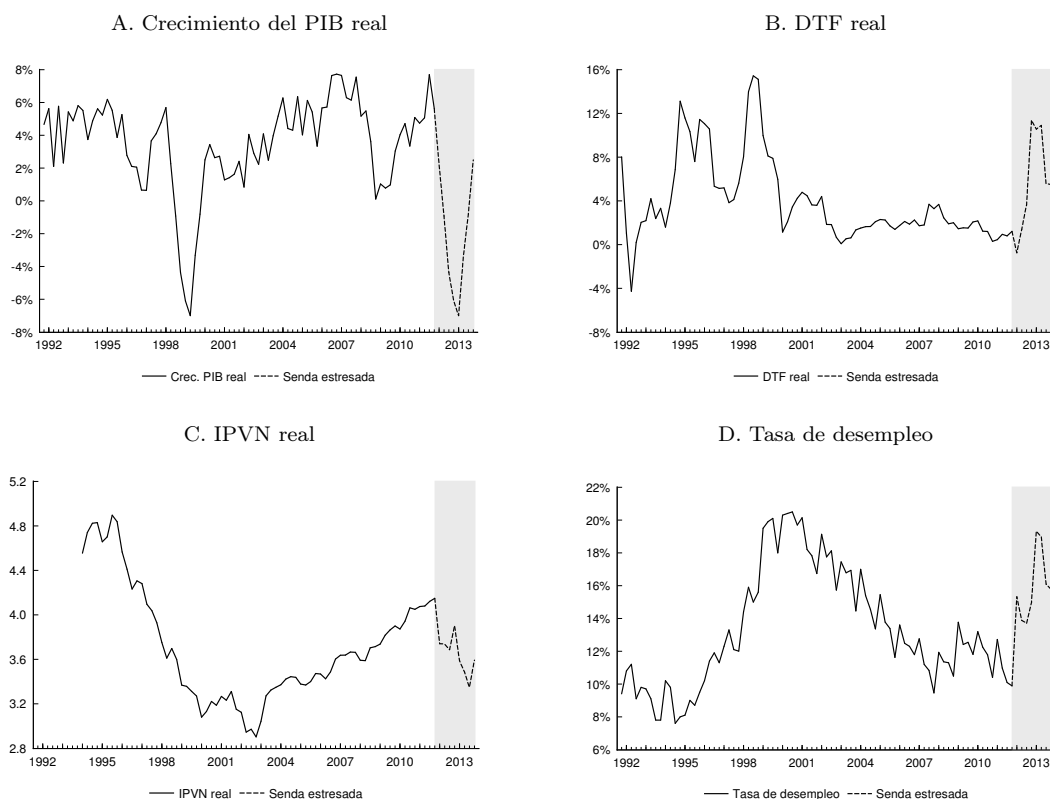 A. Crecimiento del PIB real
8%
6%
4%
2%
0%
-2%
-4%
-6%
-8%
1992 1995 1998 2001 2004 2007 2010 2013
Crec. PIB real Senda estresada
B. DTF real
16%
12%
8%
4%
0%
-4%
-8%
1992 1995 1998 2001 2004 2007 2010 2013
DTF real Senda estresada
C. IPVN real
5.2
4.8
4.4
4.0
3.6
3.2
2.8
1992 1995 1998 2001 2004 2007 2010 2013
IPVN real Senda estresada
D. Tasa de desempleo
22%
20%
18%
16%
14%
12%
10%
8%
6%
1992 1995 1998 2001 2004 2007 2010 2013
Tasa de desempleo Senda estresada